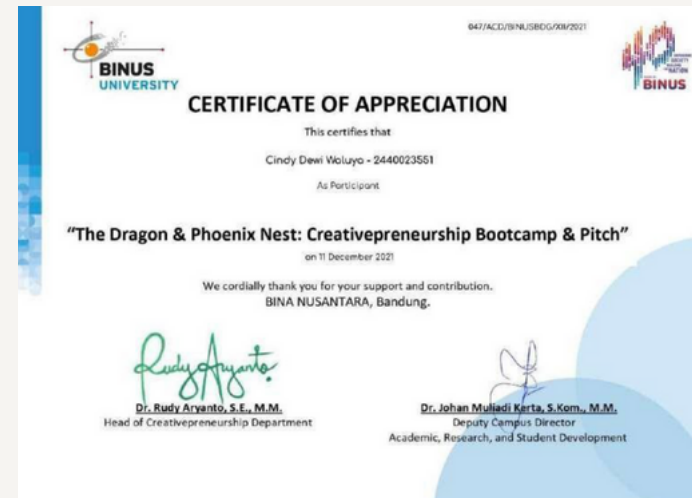 047/ACD/BINUSBDG/XII/2021
BINUS
UNIVERSITY
BINUS
CERTIFICATE OF APPRECIATION
This certifies that
Cindy Dewi Woluyo - 2440023551
As Participant
“The Dragon & Phoenix Nest: Creativepreneurship Bootcamp & Pitch”
on 11 December 2021
We cordially thank you for your support and contribution.
BINA NUSANTARA, Bandung.
Rudy Aryanto
Dr. Rudy Aryanto, S.E., M.M.
Head of Creativepreneurship Department
Dr. Johan Muliadi Kerta, S.Kom., M.M.
Deputy Campus Director
Academic, Research, and Student Development